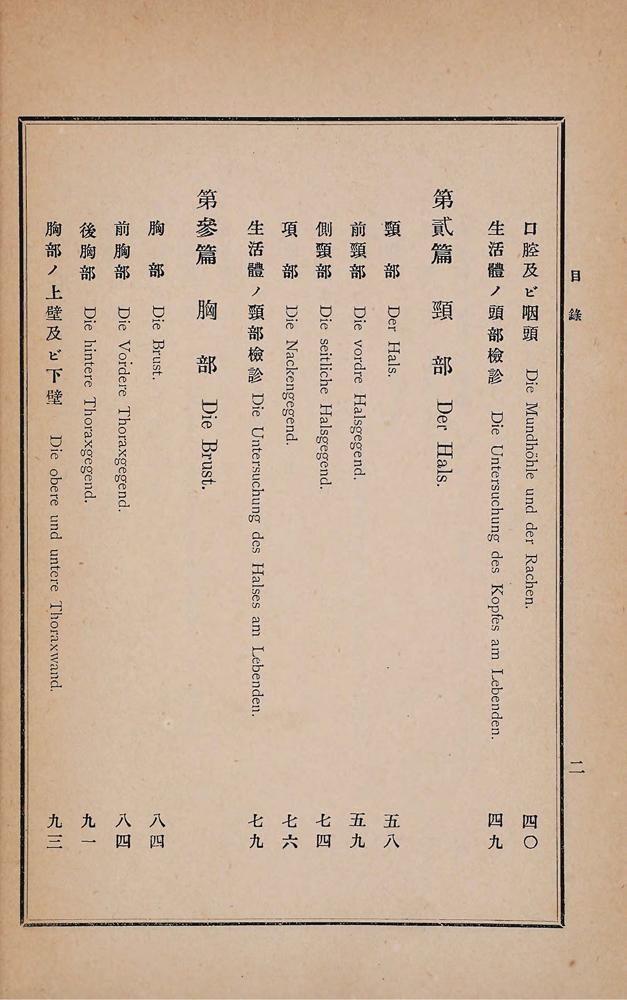 目錄
二
口腔及ビ咽頭 Die Mundhöhle und der Rachen. 四〇
生活體ノ頭部檢診 Die Untersuchung des Kopfes am Lebenden. 四九
第貳篇 頸部 Der Hals.
頸部 Der Hals. 五八
前頸部 Die vordre Halsgegend. 五九
側頸部 Die seitliche Halsgegend. 七四
項部 Die Nackengegend. 七六
生活體ノ頸部檢診 Die Untersuchung des Halses am Lebenden. 七九
第參篇 胸部 Die Brust.
胸部 Die Brust. 八四
前胸部 Die Vordere Thoraxgegend. 八四
後胸部 Die hintere Thoraxgegend. 九一
胸部ノ上壁及ビ下壁 Die obere und untere Thoraxwand. 九三